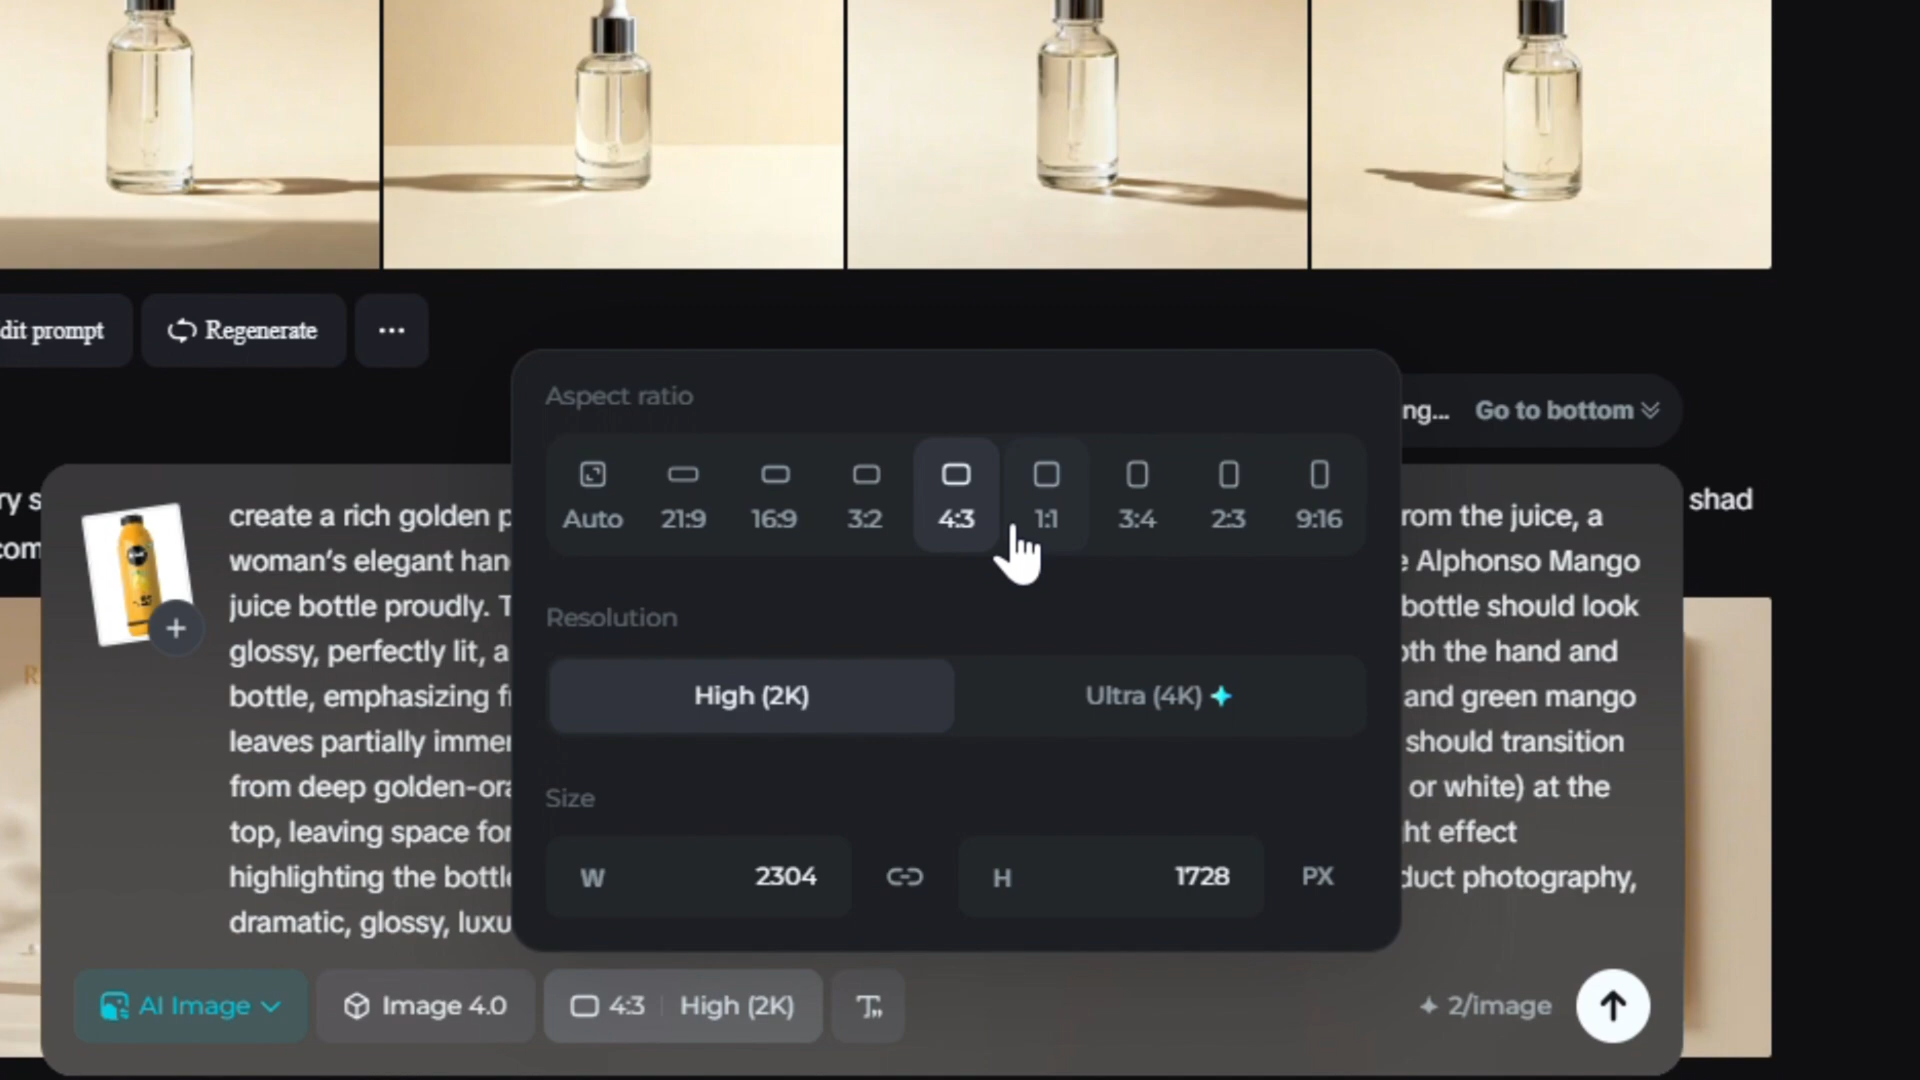 dit prompt
Regenerate
Aspect ratio
ng...
Go to bottom
Auto
21:9
16:9
3:2
4:3
1:1
3:4
2:3
9:16
ry s
com
shad
create a rich golden p
woman's elegant han
juice bottle proudly. T
glossy, perfectly lit, a
bottle, emphasizing fr
leaves partially immer
from deep golden-ora
top, leaving space for
highlighting the bottle
dramatic, glossy, luxu
rom the juice, a
e Alphonso Mango
bottle should look
oth the hand and
and green mango
should transition
or white) at the
ht effect
duct photography,
Resolution
High (2K)
Ultra (4K)
Size
W 2304
H 1728
PX
AI Image
Image 4.0
4:3 High (2K)
T
2/image